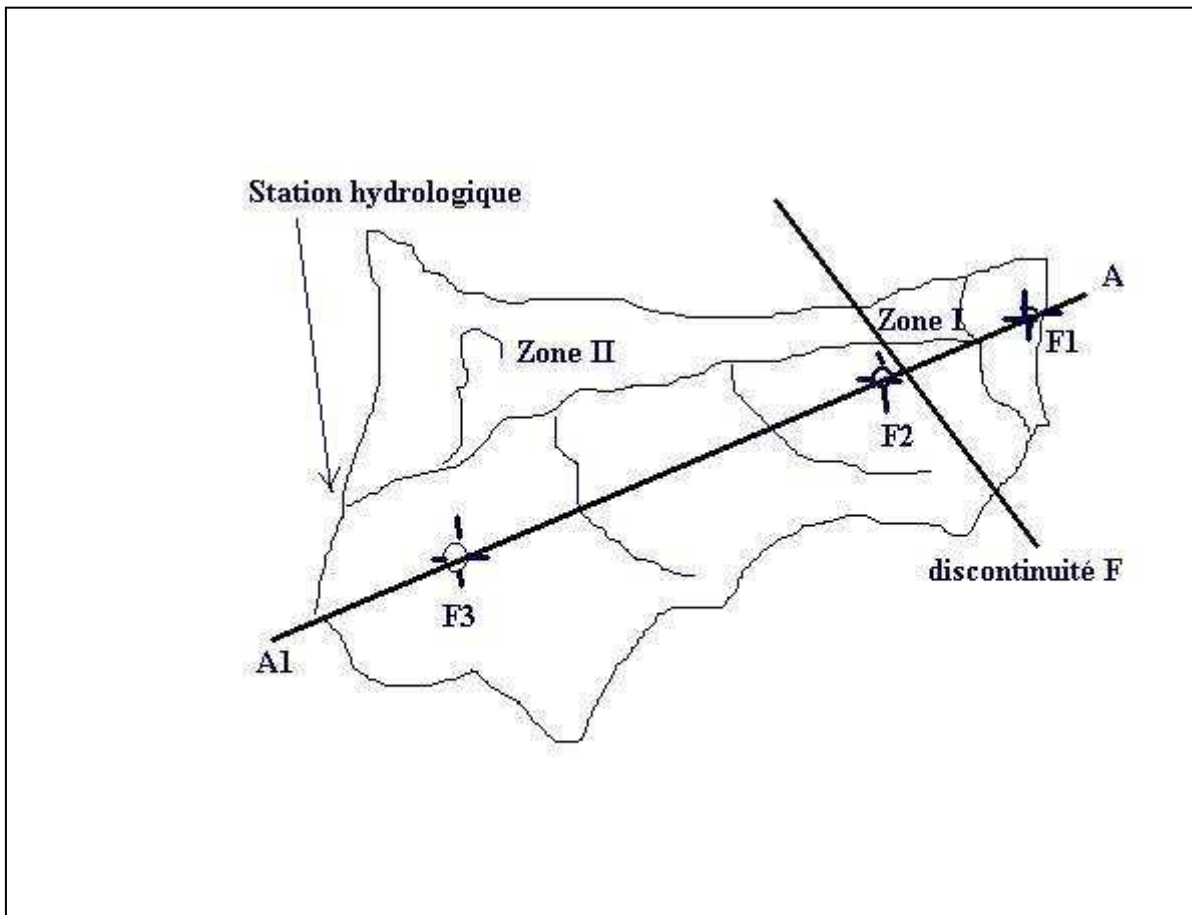 Station hydrologique
A
Zone I
F1
Zone II
F2
discontinuité F
F3
A1